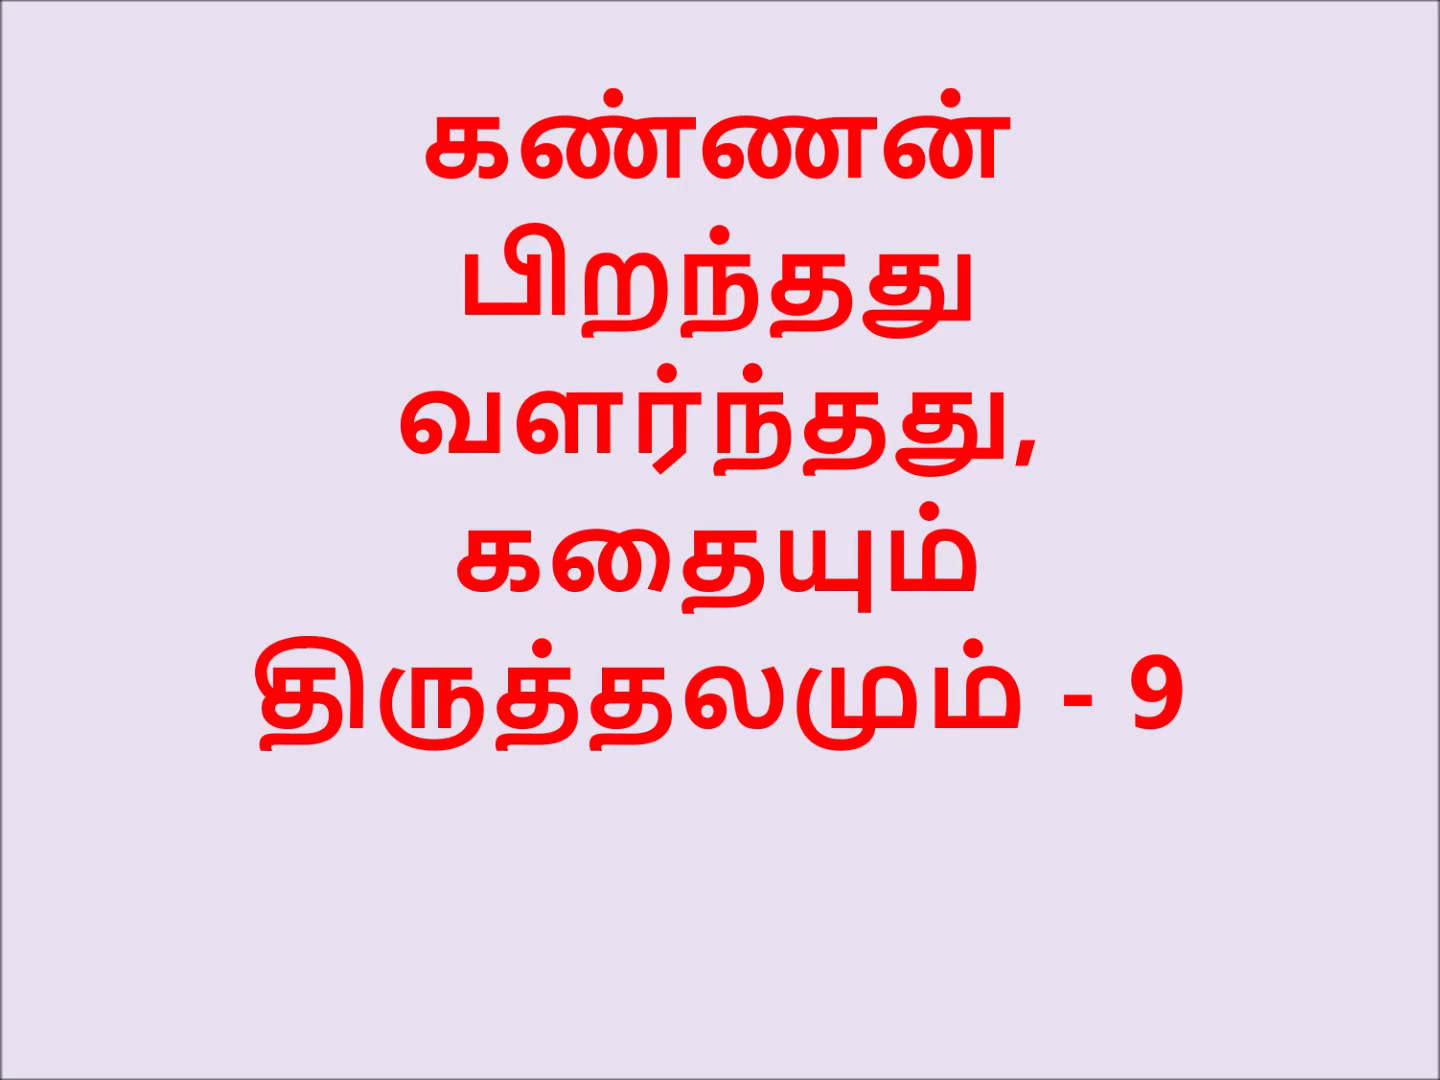 கண்ணன்
பிறந்தது
வளர்ந்தது,
கதையும்
திருத்தலமும் - 9